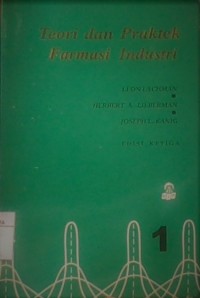 Teori dan Praktek
Farmasi Industri
LEON LACHMAN
HERBERT A. LIEBERMAN
JOSEPH L. KANIG
EDISI KETIGA
1